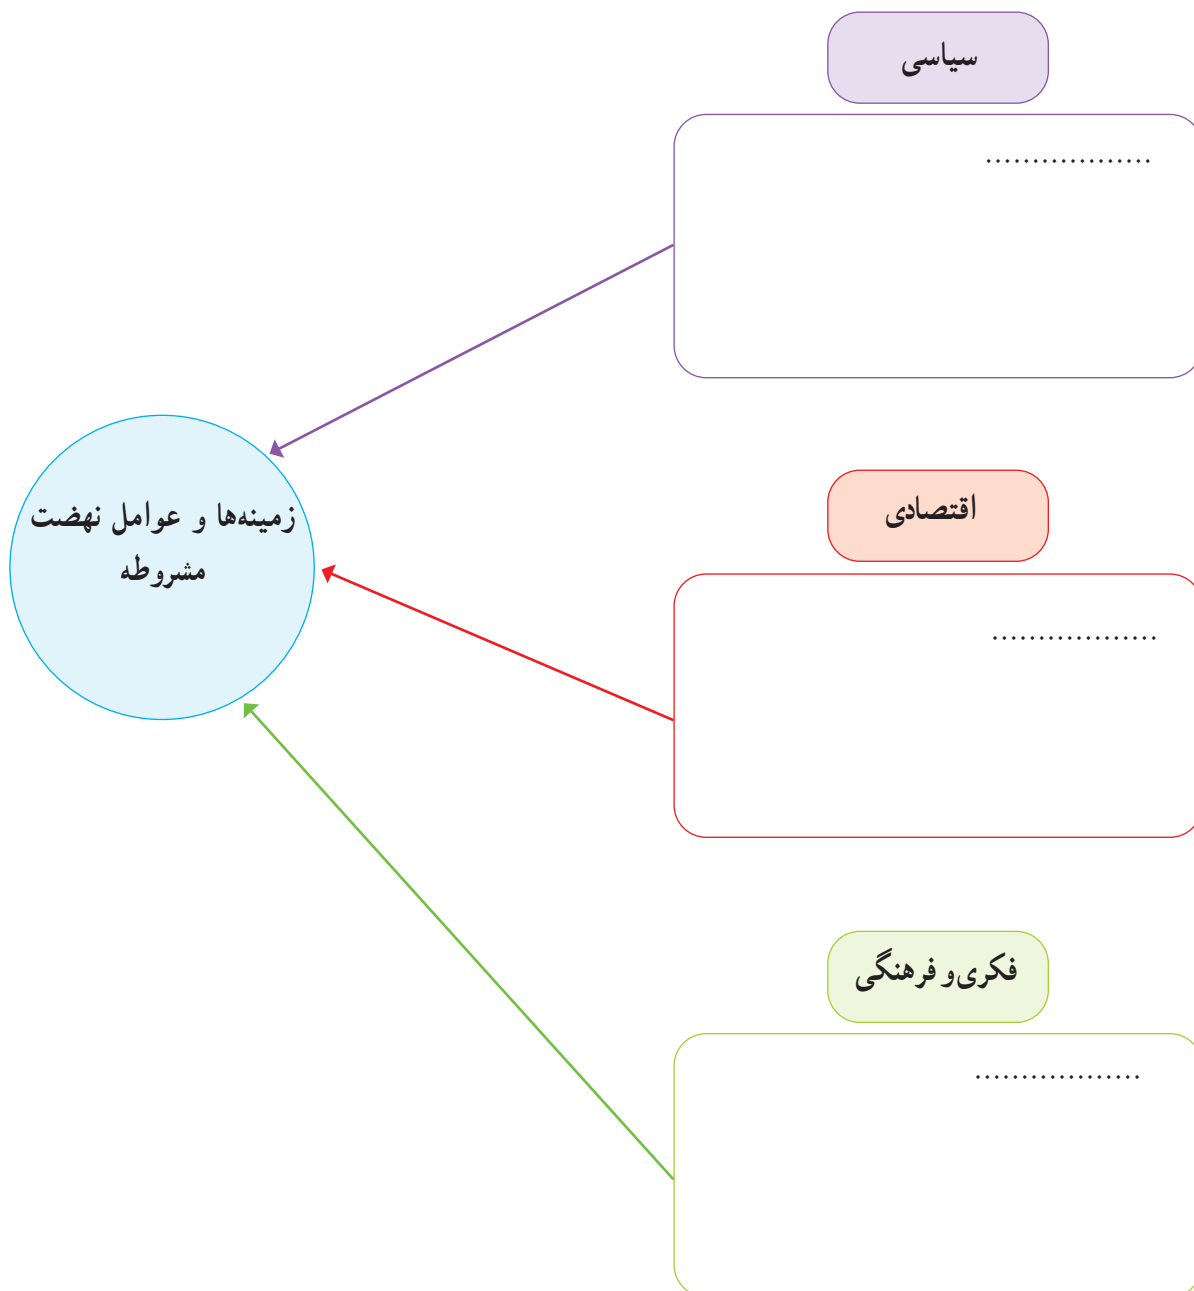 سیاسی
..................
زمینه‌ها و عوامل نهضت
مشروطه
اقتصادی
..................
فکری و فرهنگی
..................